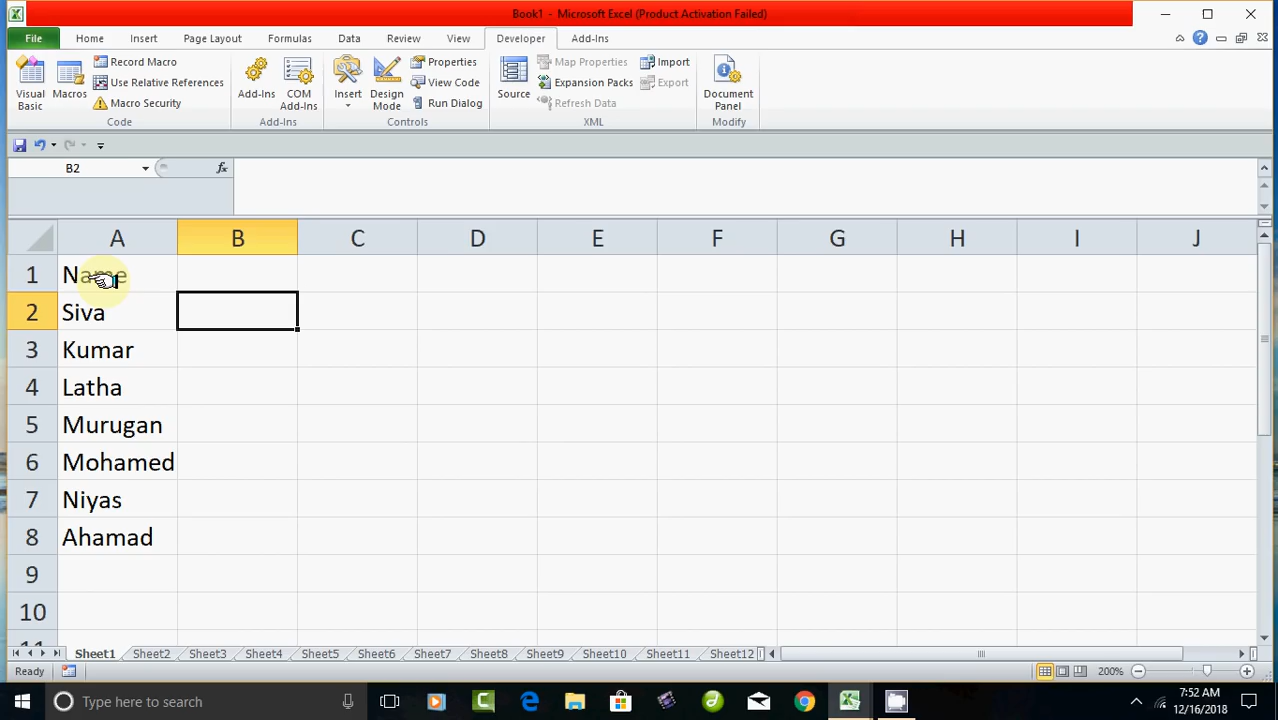 Book1 - Microsoft Excel (Product Activation Failed)
File Home Insert Page Layout Formulas Data Review View Developer Add-Ins
Visual Basic
Macros
Record Macro
Use Relative References
Macro Security
Code
Add-Ins
COM Add-Ins
Add-Ins
Insert
Design Mode
Properties
View Code
Run Dialog
Controls
Source
Map Properties
Expansion Packs
Refresh Data
Import
Export
XML
Document Panel
Modify
B2 fx
A B C D E F G H I J
1 Name
2 Siva
3 Kumar
4 Latha
5 Murugan
6 Mohamed
7 Niyas
8 Ahamad
9
10
11
Sheet1 Sheet2 Sheet3 Sheet4 Sheet5 Sheet6 Sheet7 Sheet8 Sheet9 Sheet10 Sheet11 Sheet12
Ready 200%
Type here to search
7:52 AM
12/16/2018